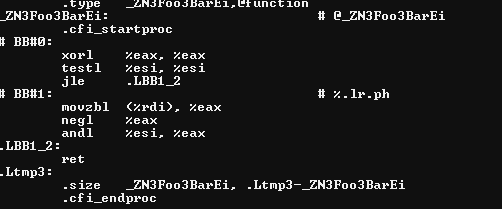 .type _ZN3Foo3BarEi,@function
_ZN3Foo3BarEi: # @_ZN3Foo3BarEi
.cfi_startproc
# BB#0:
xorl %eax, %eax
testl %esi, %esi
jle .LBB1_2
# BB#1: # %.lr.ph
movzbl (%rdi), %eax
negl %eax
andl %esi, %eax
.LBB1_2:
ret
.Ltmp3:
.size _ZN3Foo3BarEi, .Ltmp3-_ZN3Foo3BarEi
.cfi_endproc